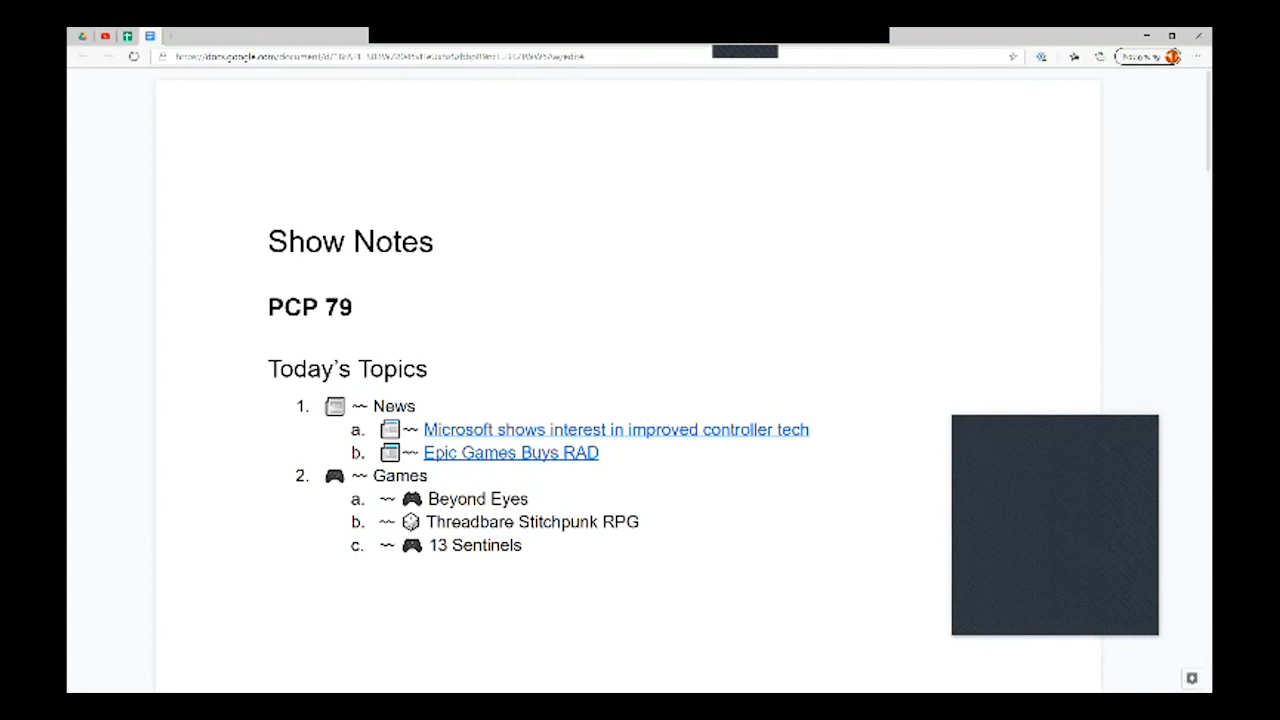 Show Notes
PCP 79
Today's Topics
1. ~~ News
a. ~~ Microsoft shows interest in improved controller tech
b. ~~ Epic Games Buys RAD
2. 🎮 ~~ Games
a. ~~ 🎮 Beyond Eyes
b. ~~ Threadbare Stitchpunk RPG
c. ~~ 🎮 13 Sentinels